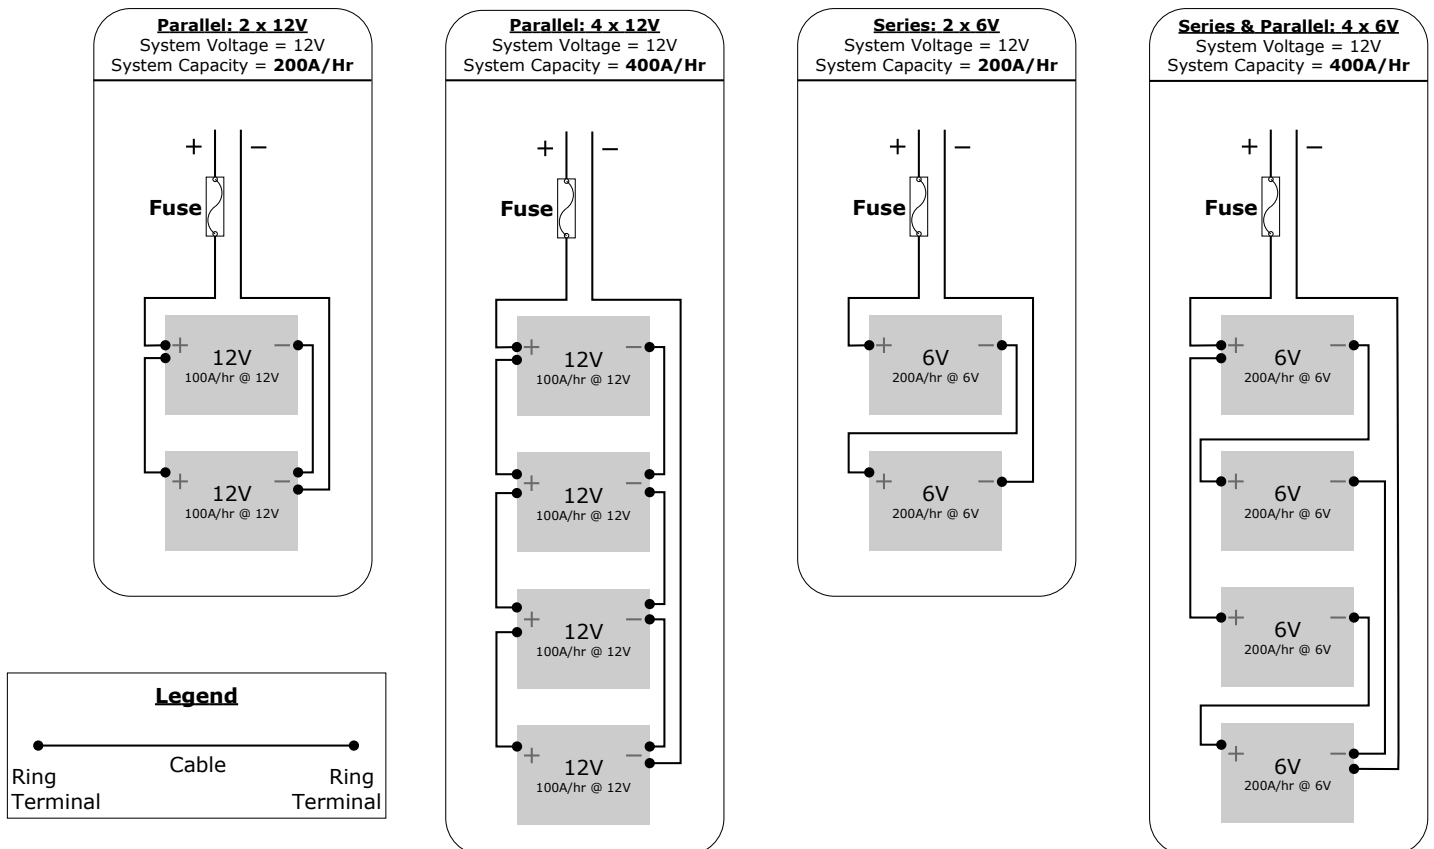 Parallel: 2 x 12V
System Voltage = 12V
System Capacity = 200A/Hr
+ −
Fuse
+ −
12V
100A/hr @ 12V
+ −
12V
100A/hr @ 12V
Parallel: 4 x 12V
System Voltage = 12V
System Capacity = 400A/Hr
+ −
Fuse
+ −
12V
100A/hr @ 12V
+ −
12V
100A/hr @ 12V
+ −
12V
100A/hr @ 12V
+ −
12V
100A/hr @ 12V
Series: 2 x 6V
System Voltage = 12V
System Capacity = 200A/Hr
+ −
Fuse
+ −
6V
200A/hr @ 6V
+ −
6V
200A/hr @ 6V
Series & Parallel: 4 x 6V
System Voltage = 12V
System Capacity = 400A/Hr
+ −
Fuse
+ −
6V
200A/hr @ 6V
+ −
6V
200A/hr @ 6V
+ −
6V
200A/hr @ 6V
+ −
6V
200A/hr @ 6V
Legend
Cable
Ring
Terminal
Ring
Terminal